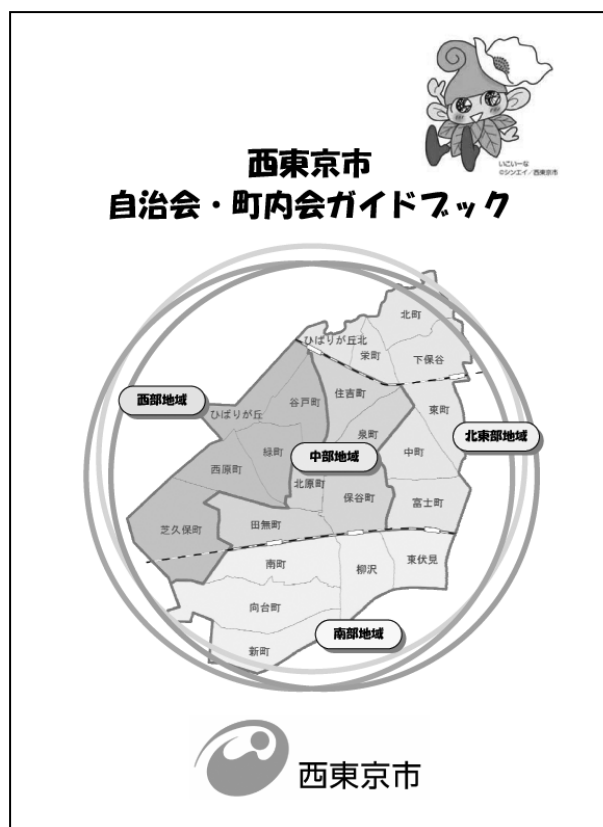 いこいーな
©シンエイ／西東京市
西東京市
自治会・町内会ガイドブック
北町
ひばりが丘北
栄町
下保谷
西部地域
ひばりが丘
谷戸町
住吉町
東町
泉町
北東部地域
緑町
中部地域
中町
西原町
北原町
保谷町
富士町
芝久保町
田無町
南町
柳沢
東伏見
向台町
南部地域
新町
西東京市